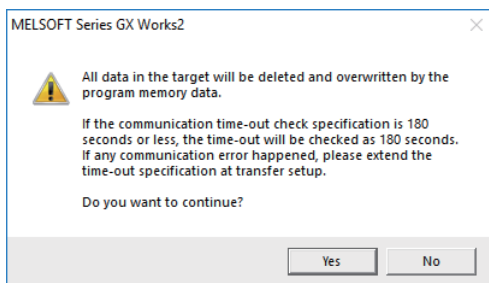 MELSOFT Series GX Works2
All data in the target will be deleted and overwritten by the
program memory data.
If the communication time-out check specification is 180
seconds or less, the time-out will be checked as 180 seconds.
If any communication error happened, please extend the
time-out specification at transfer setup.
Do you want to continue?
Yes
No